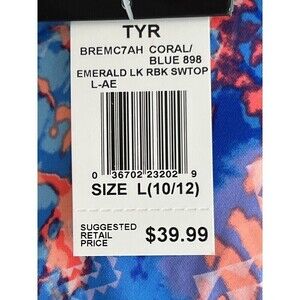 TYR
BREMC7AH CORAL/
BLUE 898
EMERALD LK RBK SWTOP
L-AE
0 36702 23202 9
SIZE L(10/12)
SUGGESTED
RETAIL
PRICE
$39.99